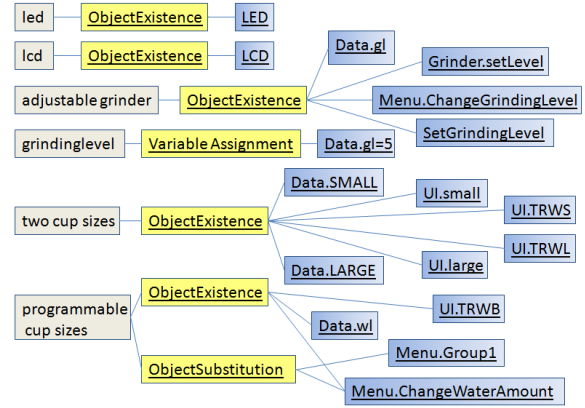 led
ObjectExistence
LED
lcd
ObjectExistence
LCD
adjustable grinder
ObjectExistence
Data.gl
Grinder.setLevel
Menu.ChangeGrindingLevel
SetGrindingLevel
grindinglevel
Variable Assignment
Data.gl=5
two cup sizes
ObjectExistence
Data.SMALL
UI.small
UI.TRWS
UI.TRWL
UI.large
Data.LARGE
programmable
cup sizes
ObjectExistence
UI.TRWB
Data.wl
ObjectSubstitution
Menu.Group1
Menu.ChangeWaterAmount